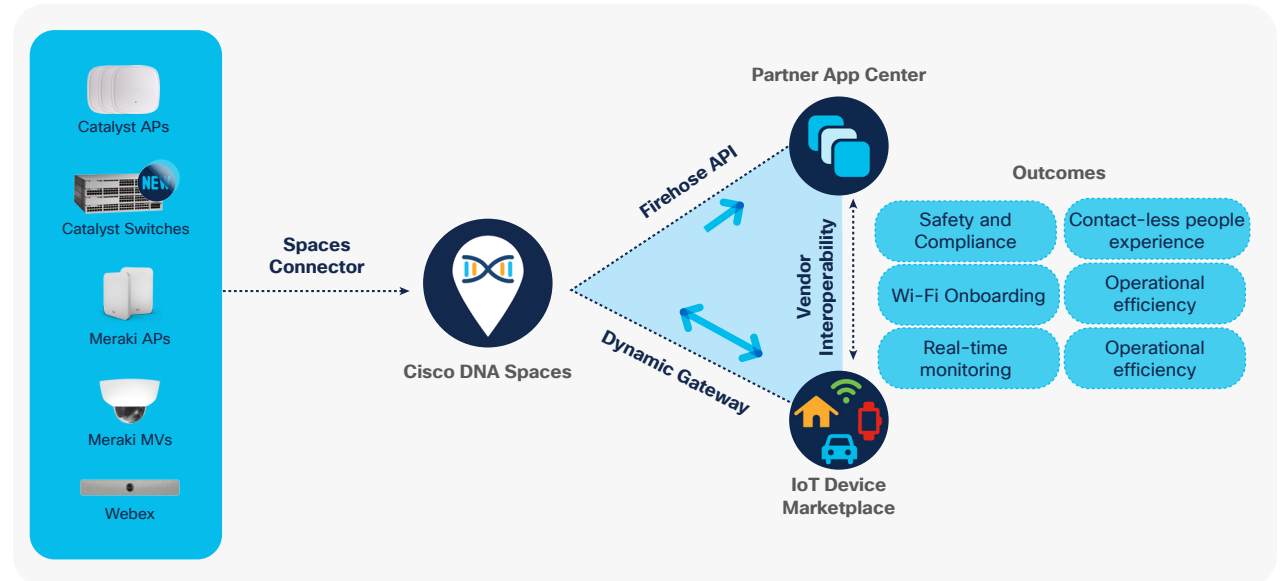 Catalyst APs
NEW
Catalyst Switches
Meraki APs
Meraki MVs
Webex
Spaces
Connector
Cisco DNA Spaces
Firehose API
Dynamic Gateway
Partner App Center
Vendor
Interoperability
IoT Device
Marketplace
Outcomes
Safety and
Compliance
Contact-less people
experience
Wi-Fi Onboarding
Operational
efficiency
Real-time
monitoring
Operational
efficiency